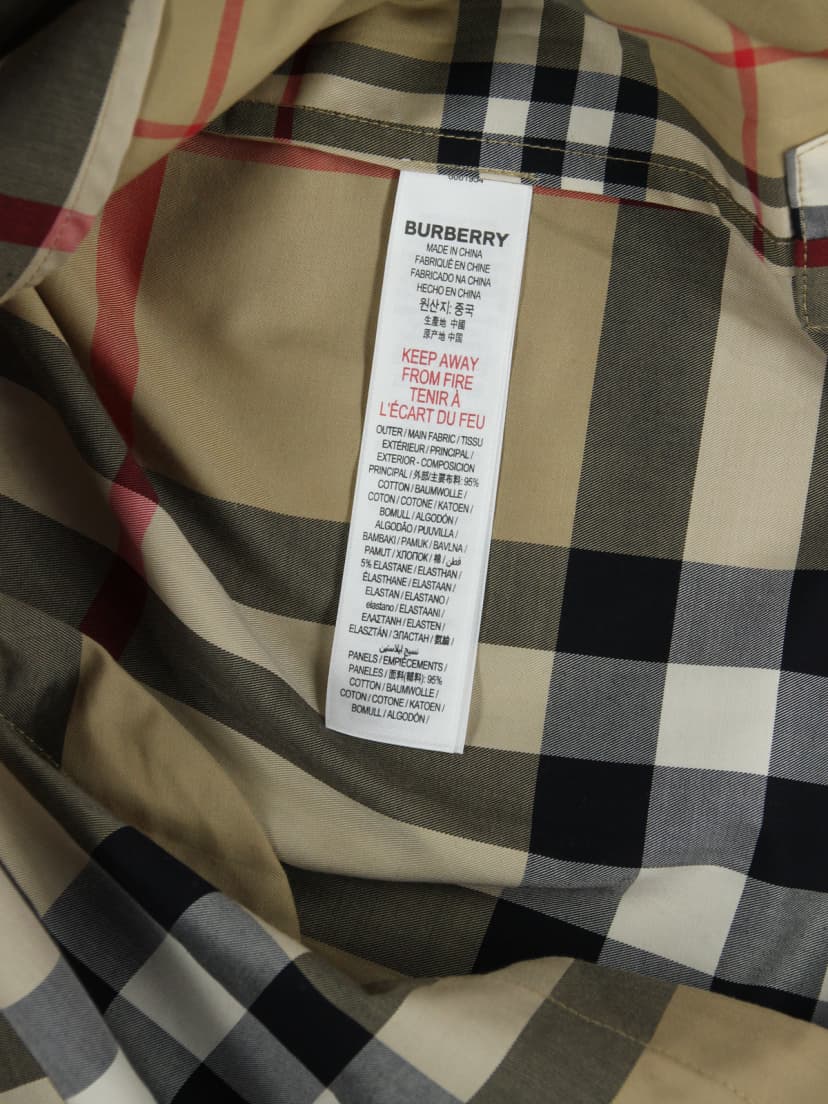 BURBERRY
MADE IN CHINA
FABRIQUÉ EN CHINE
FABRICADO NA CHINA
HECHO EN CHINA
원산지: 중국
生產地 中國
原产地 中国
KEEP AWAY
FROM FIRE
TENIR À
L'ÉCART DU FEU
OUTER / MAIN FABRIC / TISSU
EXTÉRIEUR / PRINCIPAL /
EXTERIOR - COMPOSICION
PRINCIPAL / 外部/主要布料: 95%
COTTON / BAUMWOLLE /
COTON / COTONE / KATOEN /
BOMULL / ALGODÓN /
ALGODÃO / PUUVILLA /
BAMBAKI / PAMUK / BAVLNA /
PAMUT / ХЛОПОК / 棉 / قطن /
5% ELASTANE / ELASTHAN /
ÉLASTHANE / ELASTAAN /
ELASTAN / ELASTANO /
elastano / ELASTAANI /
ΕΛΑΣΤΑΝΗ / ELASTEN /
ELASZTÁN / ЭЛАСТАН / 氨綸 /
نسيج ايلاستين
PANELS / EMPIÈCEMENTS /
PANELES / 面料(輔料): 95%
COTTON / BAUMWOLLE /
COTON / COTONE / KATOEN /
BOMULL / ALGODÓN /